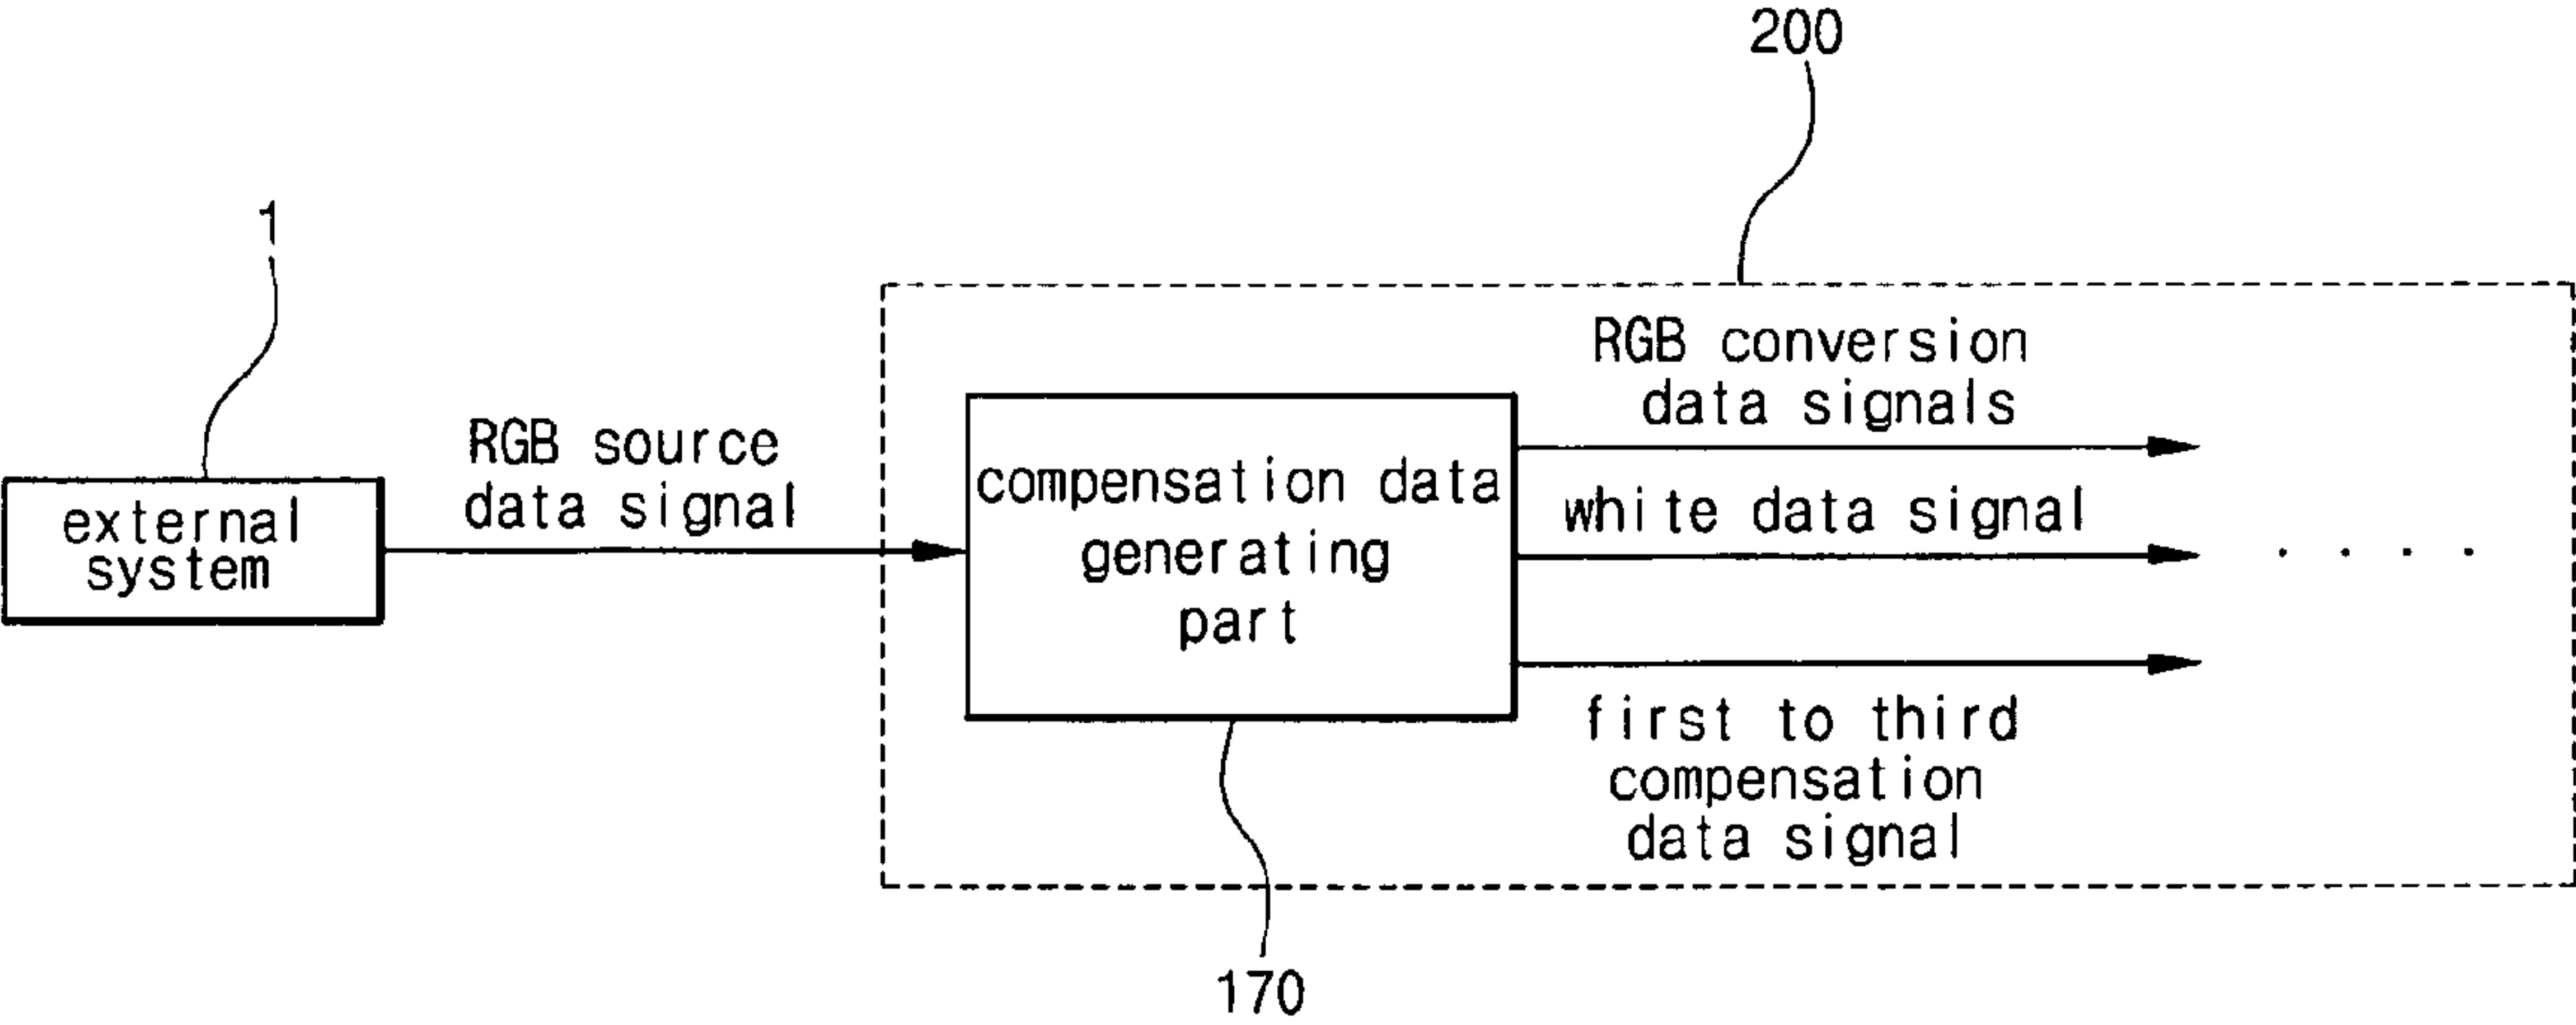 200
1
RGB conversion
data signals
RGB source
data signal
external
system
compensation data
generating
part
white data signal
first to third
compensation
data signal
170